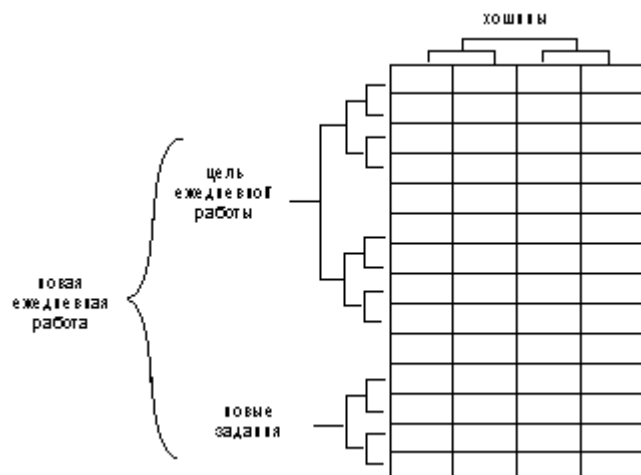 хошины
цель
ежедневной
работы
новая
ежедневная
работа
новые
задания